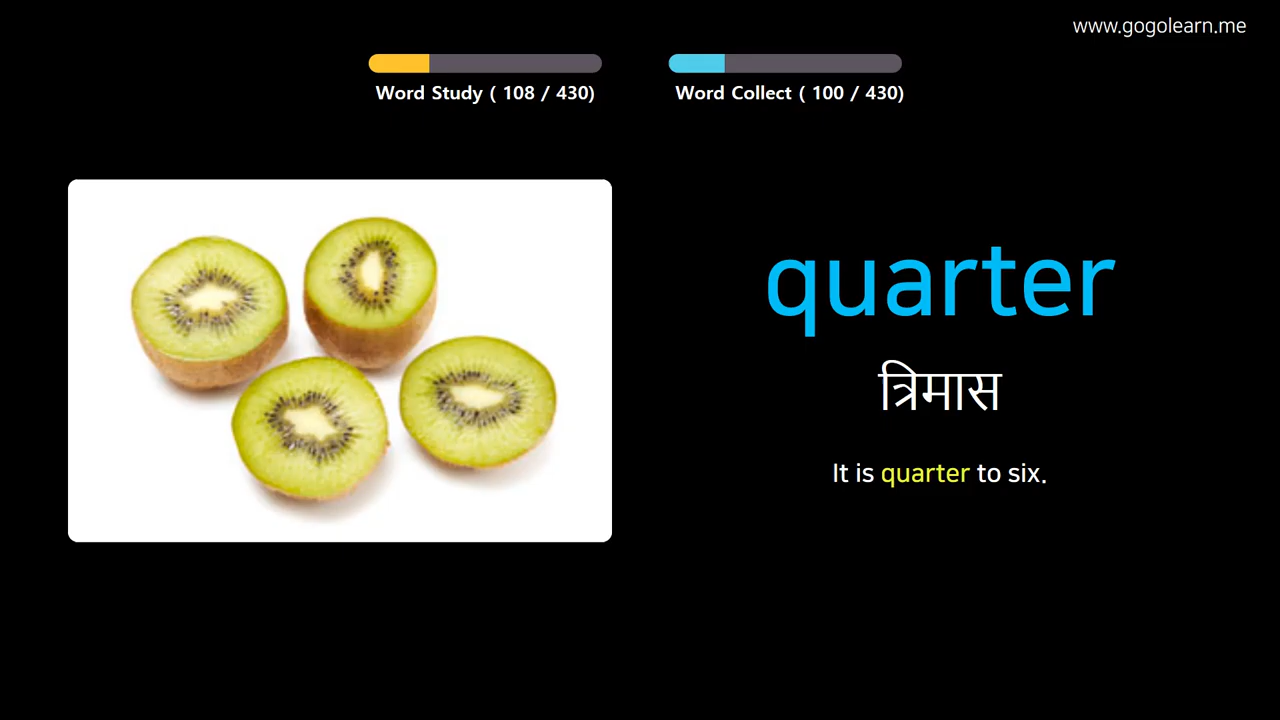 www.gogolearn.me
Word Study ( 108 / 430)
Word Collect ( 100 / 430)
quarter
त्रिमास
It is quarter to six.